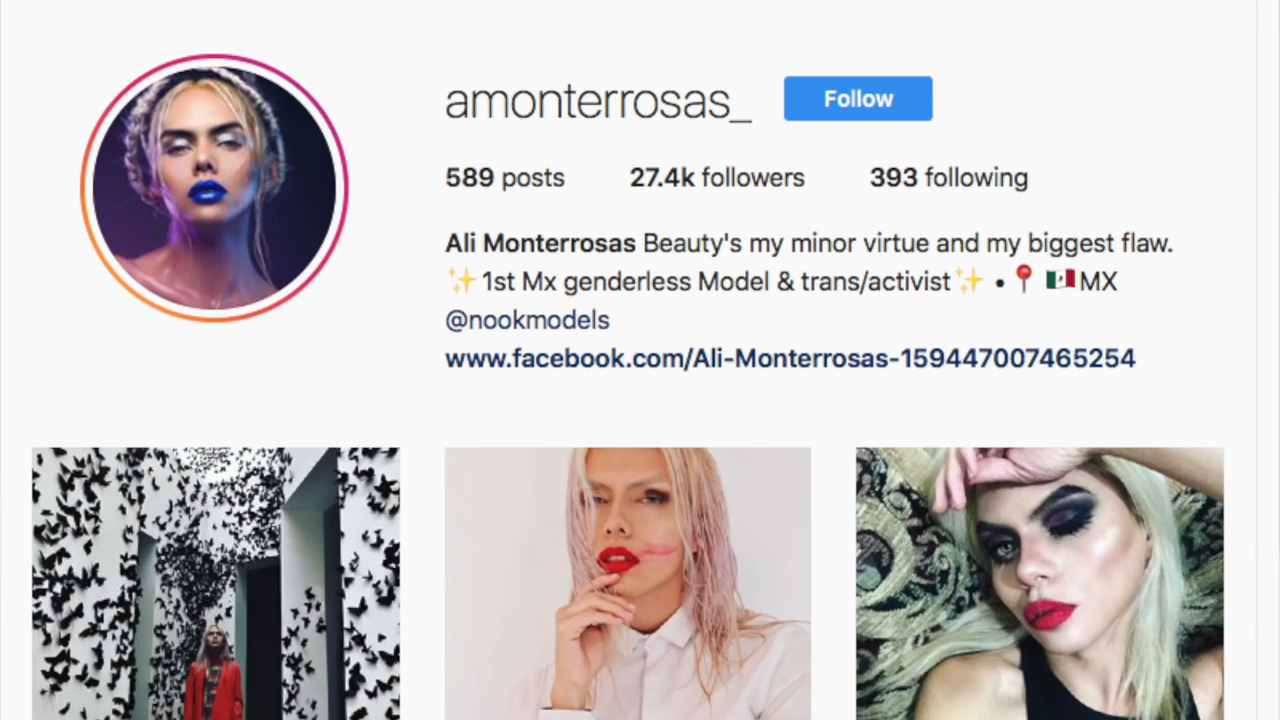 amonterrosas_ Follow
589 posts 27.4k followers 393 following
Ali Monterrosas Beauty's my minor virtue and my biggest flaw.
✨1st Mx genderless Model & trans/activist✨ •📍 🇲🇽MX
@nookmodels
www.facebook.com/Ali-Monterrosas-159447007465254